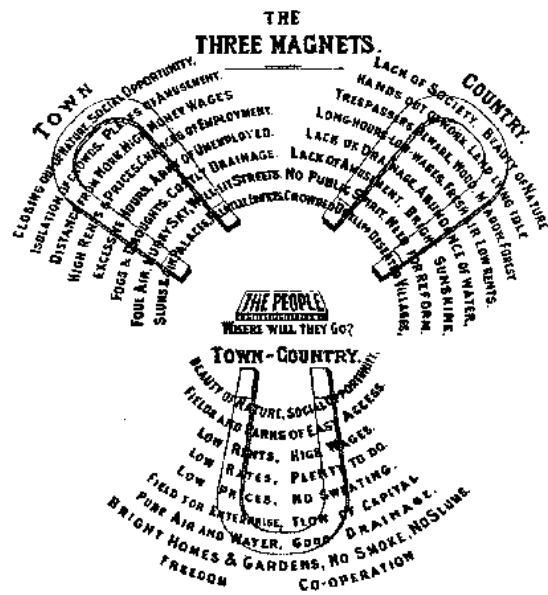 THE
THREE MAGNETS.
TOWN
CLOSING OUT OF NATURE. SOCIAL OPPORTUNITY.
ISOLATION OF CROWDS. PLACES OF AMUSEMENT.
DISTANCE FROM WORK. HIGH MONEY WAGES
HIGH RENTS & PRICES. CHANCES OF EMPLOYMENT.
EXCESSIVE HOURS. ARMY OF UNEMPLOYED.
FOGS & DROUGHTS. COSTLY DRAINAGE.
FOUL AIR. MURKY SKY. STREETS.
SLUMS & PALACES.
COUNTRY.
LACK OF SOCIETY. BEAUTY OF NATURE
HANDS OUT OF WORK. LAND LYING IDLE
TRESPASSERS BEWARE. WOOD, MEADOW, FOREST
LONG HOURS LOW WAGES. FRESH AIR LOW RENTS.
LACK OF DRAINAGE. ABUNDANCE OF WATER.
LACK OF AMUSEMENT. BRIGHT SUNSHINE.
NO PUBLIC SPIRIT. NEED FOR REFORM.
CROWDED DESERTED VILLAGES.
THE PEOPLE
WHERE WILL THEY GO?
TOWN-COUNTRY.
BEAUTY OF NATURE, SOCIAL OPPORTUNITY.
FIELDS AND PARKS OF EASY ACCESS.
LOW RENTS, HIGH WAGES.
LOW RATES, PLENTY TO DO.
LOW PRICES, NO SWEATING.
FIELD FOR ENTERPRISE, FLOW OF CAPITAL
PURE AIR AND WATER, GOOD DRAINAGE.
BRIGHT HOMES & GARDENS, NO SMOKE, NO SLUMS.
FREEDOM CO-OPERATION